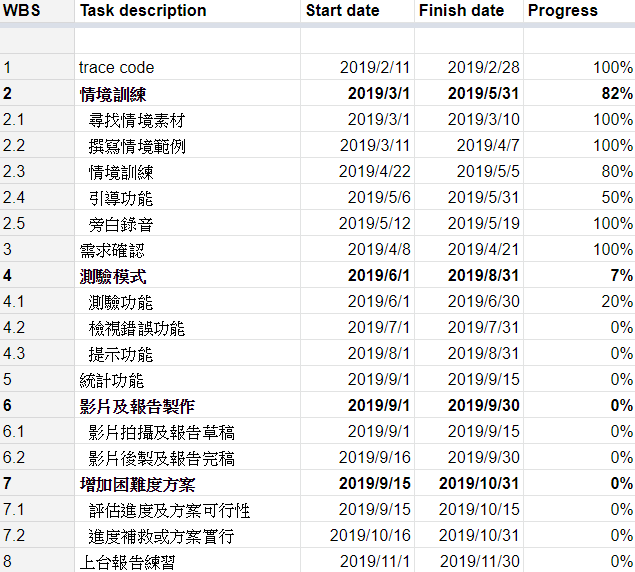 WBS Task description Start date Finish date Progress
1 trace code 2019/2/11 2019/2/28 100%
2 情境訓練 2019/3/1 2019/5/31 82%
2.1 尋找情境素材 2019/3/1 2019/3/10 100%
2.2 撰寫情境範例 2019/3/11 2019/4/7 100%
2.3 情境訓練 2019/4/22 2019/5/5 80%
2.4 引導功能 2019/5/6 2019/5/31 50%
2.5 旁白錄音 2019/5/12 2019/5/19 100%
3 需求確認 2019/4/8 2019/4/21 100%
4 測驗模式 2019/6/1 2019/8/31 7%
4.1 測驗功能 2019/6/1 2019/6/30 20%
4.2 檢視錯誤功能 2019/7/1 2019/7/31 0%
4.3 提示功能 2019/8/1 2019/8/31 0%
5 統計功能 2019/9/1 2019/9/15 0%
6 影片及報告製作 2019/9/1 2019/9/30 0%
6.1 影片拍攝及報告草稿 2019/9/1 2019/9/15 0%
6.2 影片後製及報告完稿 2019/9/16 2019/9/30 0%
7 增加困難度方案 2019/9/15 2019/10/31 0%
7.1 評估進度及方案可行性 2019/9/15 2019/10/15 0%
7.2 進度補救或方案實行 2019/10/16 2019/10/31 0%
8 上台報告練習 2019/11/1 2019/11/30 0%